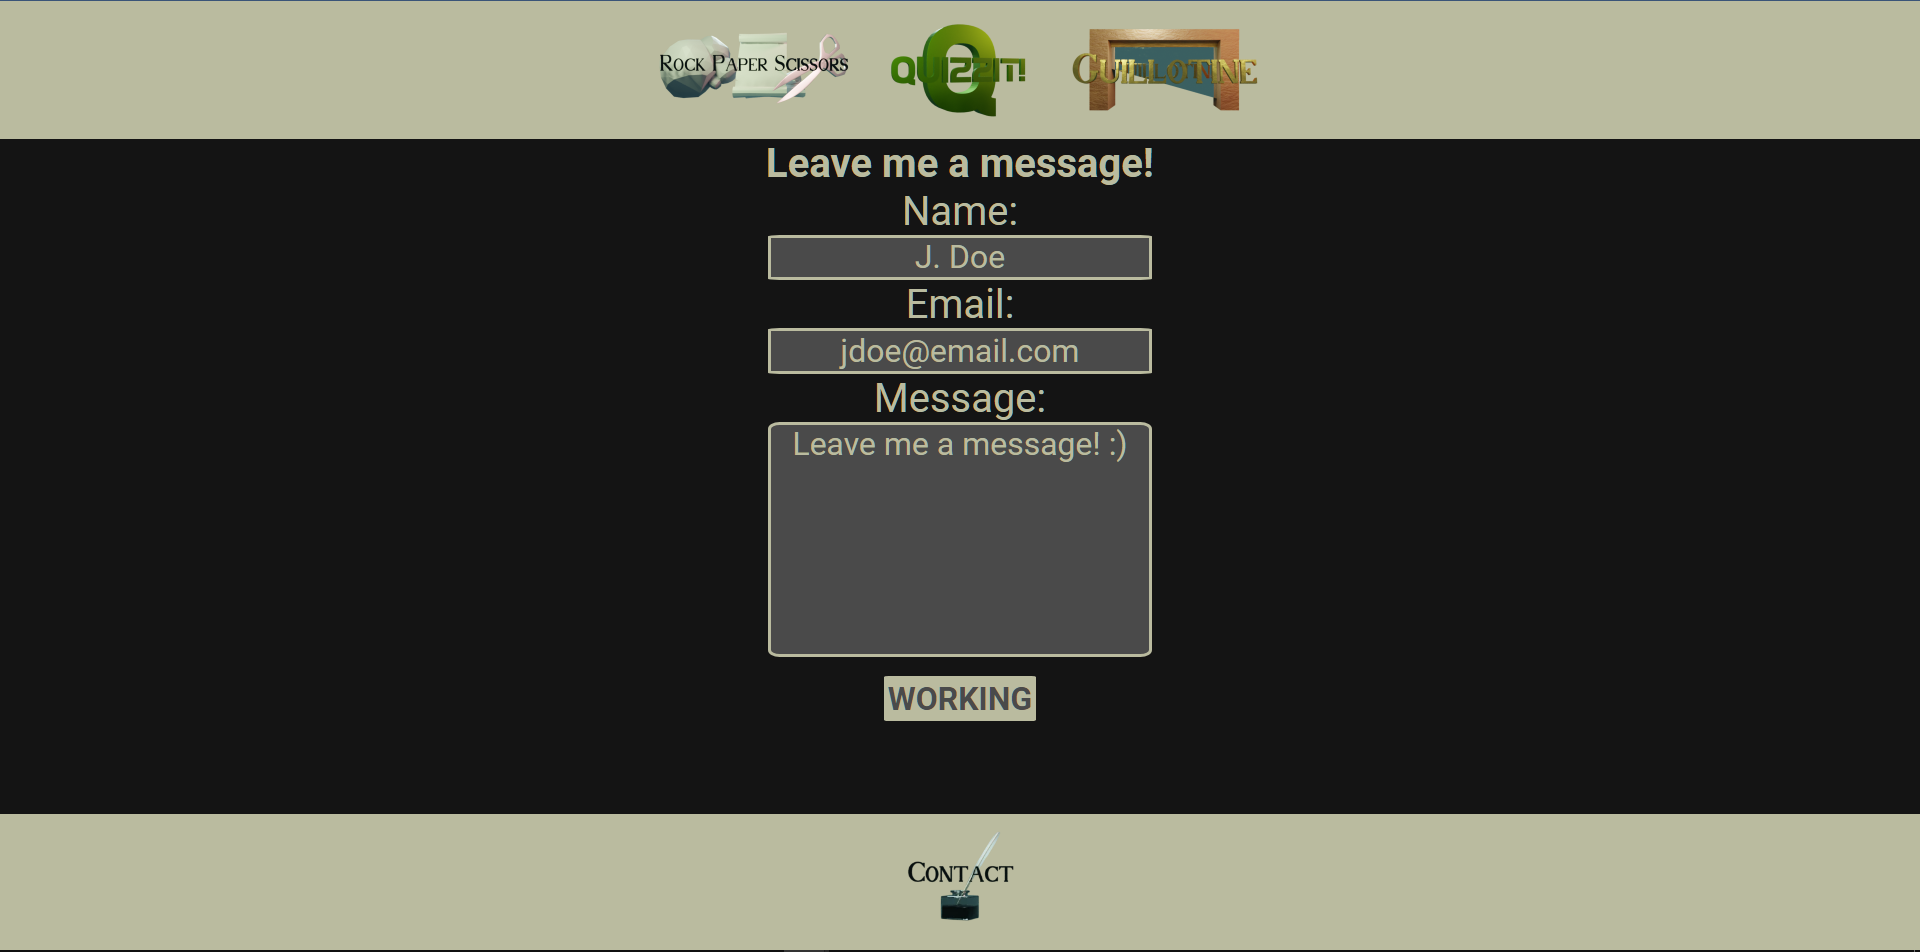 Rock Paper Scissors
QUIZZIT!
GUILLOTINE
Leave me a message!
Name:
J. Doe
Email:
jdoe@email.com
Message:
Leave me a message! :)
WORKING
Contact